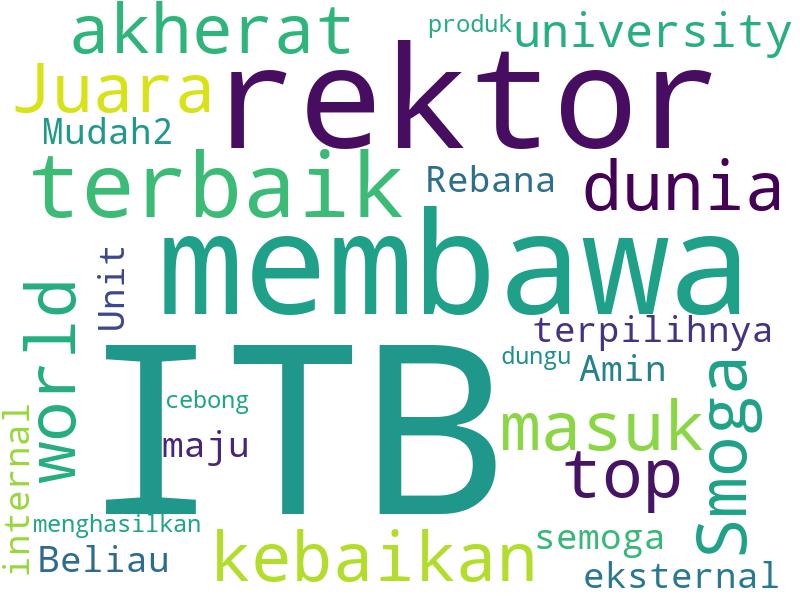 akherat
produk
university
Juara
rektor
Mudah2
terbaik
Rebana
dunia
membawa
Unit
world
terpilihnya
ITB
dungu
Amin
cebong
Smoga
masuk
maju
top
internal
menghasilkan
kebaikan
semoga
Beliau
eksternal